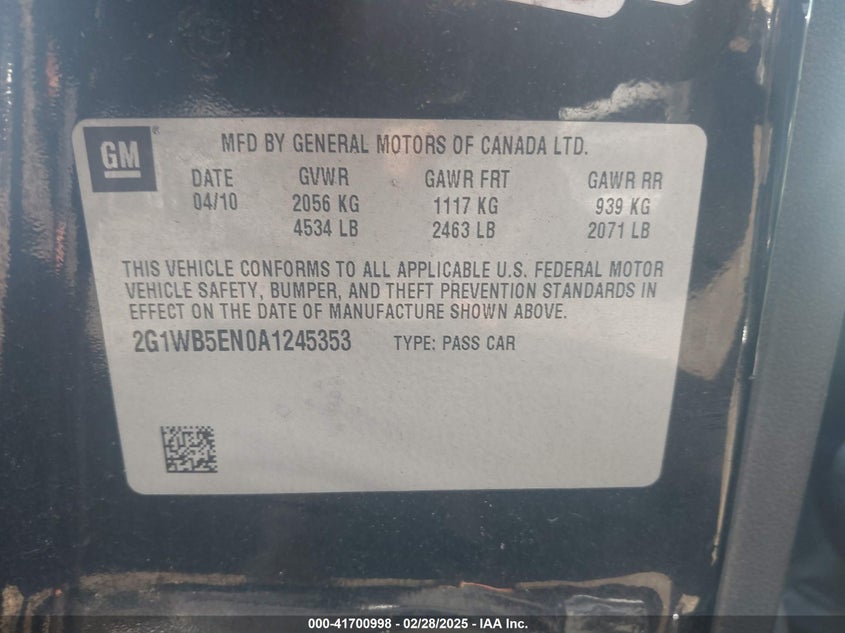 GM ®
MFD BY GENERAL MOTORS OF CANADA LTD.
DATE GVWR GAWR FRT GAWR RR
04/10 2056 KG 1117 KG 939 KG
4534 LB 2463 LB 2071 LB
THIS VEHICLE CONFORMS TO ALL APPLICABLE U.S. FEDERAL MOTOR
VEHICLE SAFETY, BUMPER, AND THEFT PREVENTION STANDARDS IN
EFFECT ON THE DATE OF MANUFACTURE SHOWN ABOVE.
2G1WB5EN0A1245353 TYPE: PASS CAR
000-41700998 - 02/28/2025 - IAA Inc.